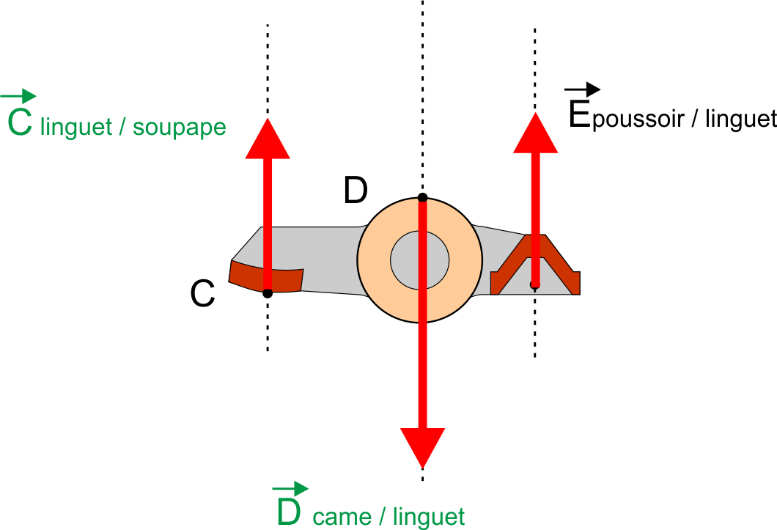 C linguet / soupape
E poussoir / linguet
D
C
D came / linguet